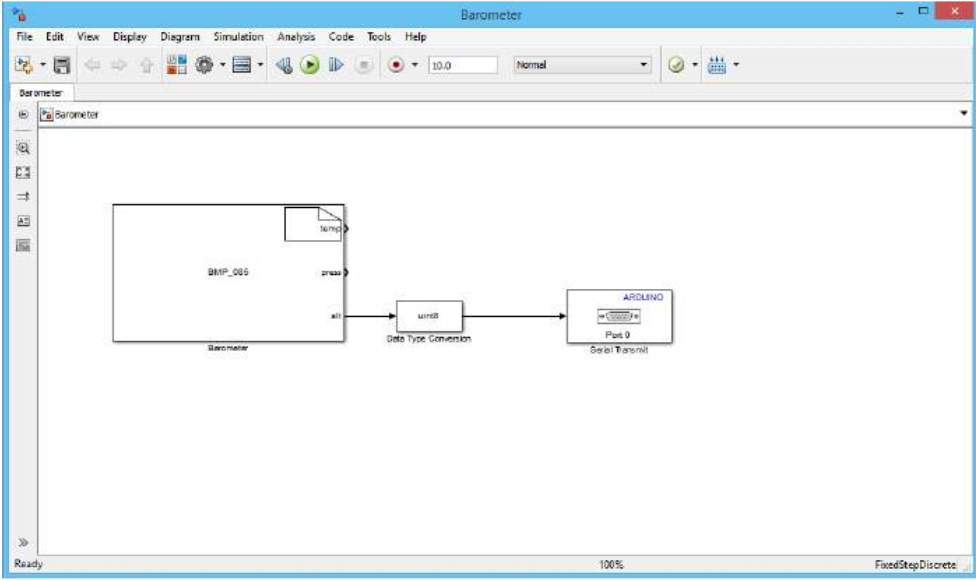 Barometer
File Edit View Display Diagram Simulation Analysis Code Tools Help
10.0 Normal
Barometer
Barometer
temp
BMP_085 press
alt
uint8
ARDUINO
Port 0
Barometer
Data Type Conversion
Serial Transmit
Ready 100% FixedStepDiscrete